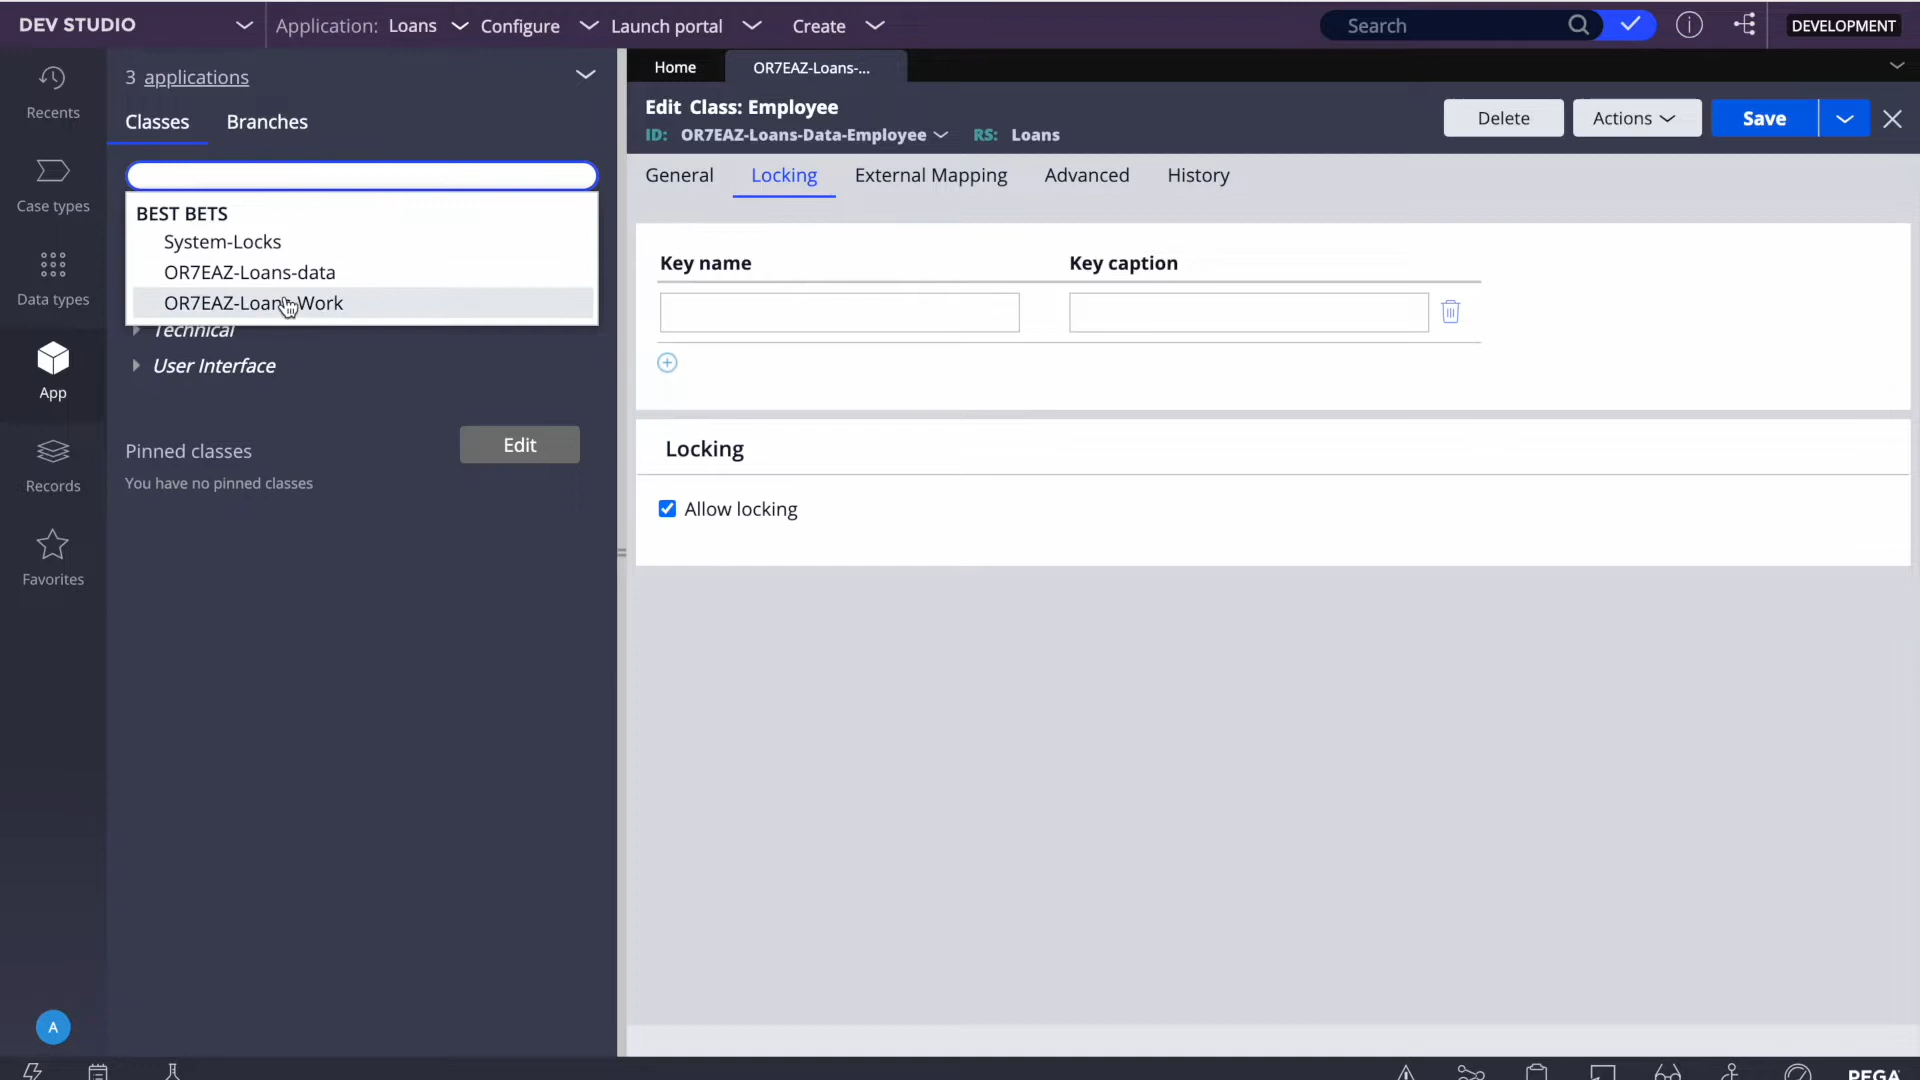 DEV STUDIO
Application: Loans
Configure
Launch portal
Create
Search
DEVELOPMENT
Recents
Case types
Data types
App
Records
Favorites
A
3 applications
Classes
Branches
BEST BETS
System-Locks
OR7EAZ-Loans-data
OR7EAZ-Loans-Work
Technical
User Interface
Pinned classes
Edit
You have no pinned classes
Home
OR7EAZ-Loans-...
Edit Class: Employee
ID: OR7EAZ-Loans-Data-Employee
RS: Loans
Delete
Actions
Save
General
Locking
External Mapping
Advanced
History
Key name
Key caption
Locking
Allow locking
PEGA